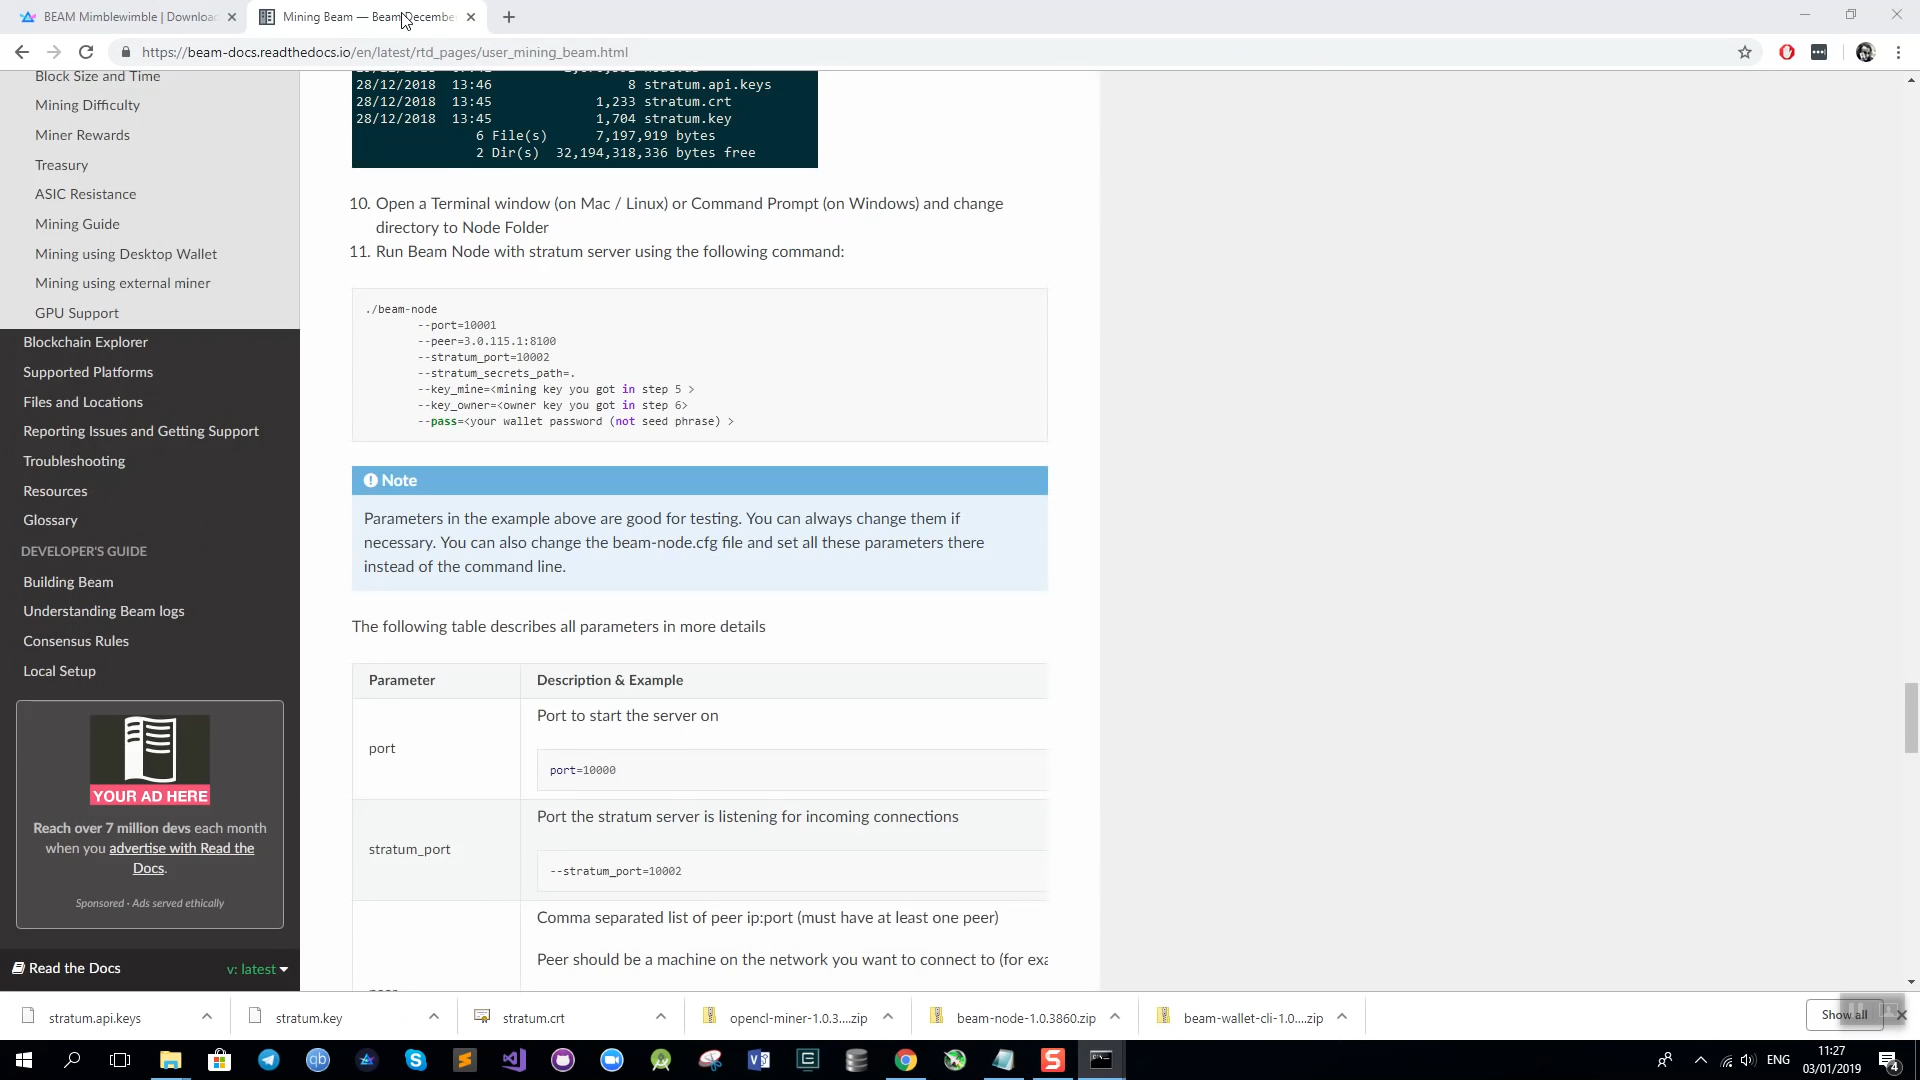 BEAM Mimblewimble | Downloa
Mining Beam — Beam December
https://beam-docs.readthedocs.io/en/latest/rtd_pages/user_mining_beam.html
Block Size and Time
Mining Difficulty
Miner Rewards
Treasury
ASIC Resistance
Mining Guide
Mining using Desktop Wallet
Mining using external miner
GPU Support
Blockchain Explorer
Supported Platforms
Files and Locations
Reporting Issues and Getting Support
Troubleshooting
Resources
Glossary
DEVELOPER'S GUIDE
Building Beam
Understanding Beam logs
Consensus Rules
Local Setup
YOUR AD HERE
Reach over 7 million devs each month
when you advertise with Read the
Docs.
Sponsored · Ads served ethically
Read the Docs
v: latest
28/12/2018 13:46 8 stratum.api.keys
28/12/2018 13:45 1,233 stratum.crt
28/12/2018 13:45 1,704 stratum.key
6 File(s) 7,197,919 bytes
2 Dir(s) 32,194,318,336 bytes free
10. Open a Terminal window (on Mac / Linux) or Command Prompt (on Windows) and change
directory to Node Folder
11. Run Beam Node with stratum server using the following command:
./beam-node
--port=10001
--peer=3.0.115.1:8100
--stratum_port=10002
--stratum_secrets_path=.
--key_mine=<mining key you got in step 5 >
--key_owner=<owner key you got in step 6>
--pass=<your wallet password (not seed phrase) >
Note
Parameters in the example above are good for testing. You can always change them if
necessary. You can also change the beam-node.cfg file and set all these parameters there
instead of the command line.
The following table describes all parameters in more details
Parameter Description & Example
Port to start the server on
port
port=10000
Port the stratum server is listening for incoming connections
stratum_port
--stratum_port=10002
Comma separated list of peer ip:port (must have at least one peer)
Peer should be a machine on the network you want to connect to (for exa
stratum.api.keys
stratum.key
stratum.crt
opencl-miner-1.0.3....zip
beam-node-1.0.3860.zip
beam-wallet-cli-1.0....zip
Show all
ENG
11:27
03/01/2019
4